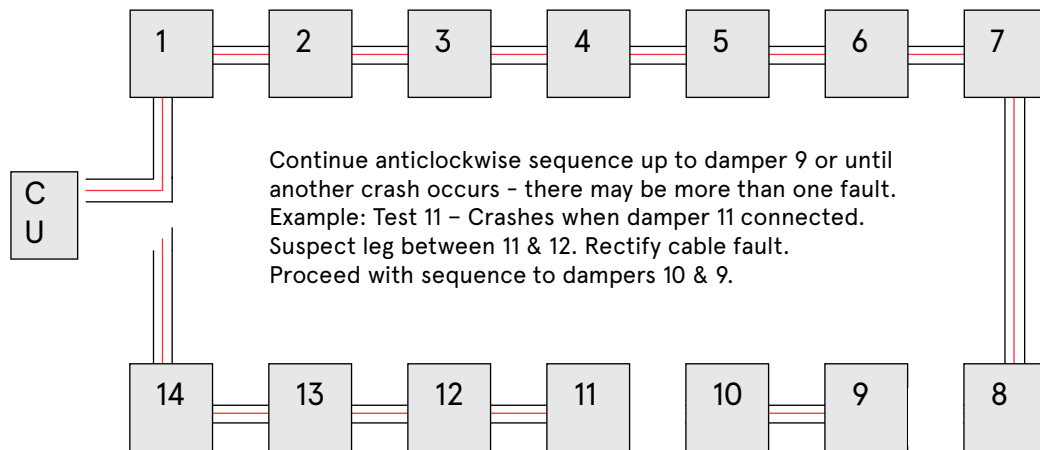 1 2 3 4 5 6 7
C
U
Continue anticlockwise sequence up to damper 9 or until
another crash occurs - there may be more than one fault.
Example: Test 11 – Crashes when damper 11 connected.
Suspect leg between 11 & 12. Rectify cable fault.
Proceed with sequence to dampers 10 & 9.
14 13 12 11 10 9 8